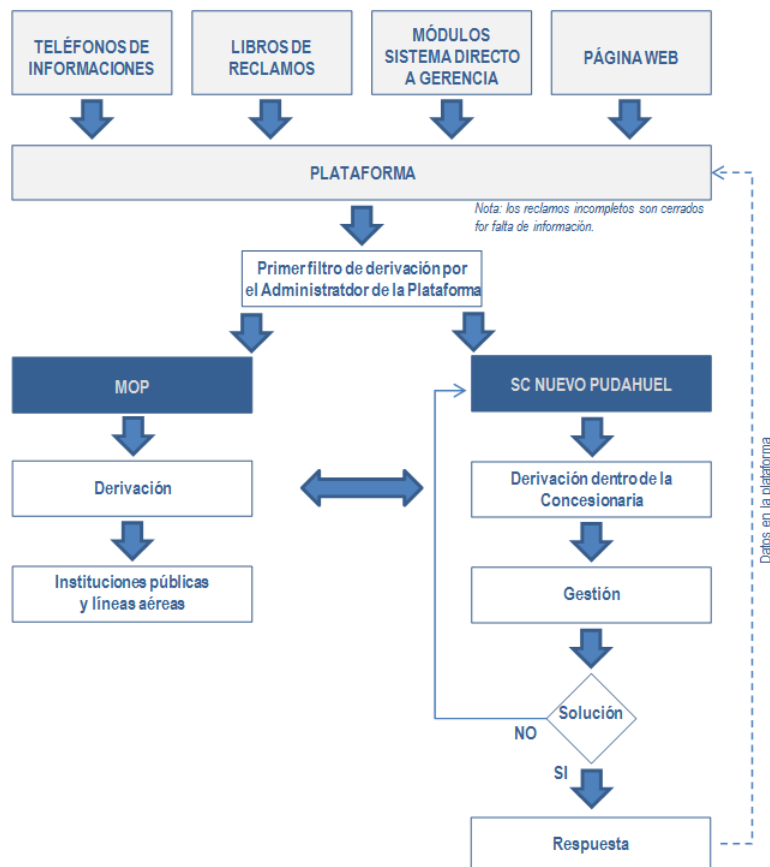 TELÉFONOS DE
INFORMACIONES
LIBROS DE
RECLAMOS
MÓDULOS
SISTEMA DIRECTO
A GERENCIA
PÁGINA WEB
PLATAFORMA
Nota: los reclamos incompletos son cerrados
for falta de información.
Primer filtro de derivación por
el Administratdor de la Plataforma
MOP
SC NUEVO PUDAHUEL
Derivación
Derivación dentro de la
Concesionaria
Instituciones públicas
y líneas aéreas
Gestión
Solución
NO
SI
Respuesta
Datos en la plataforma